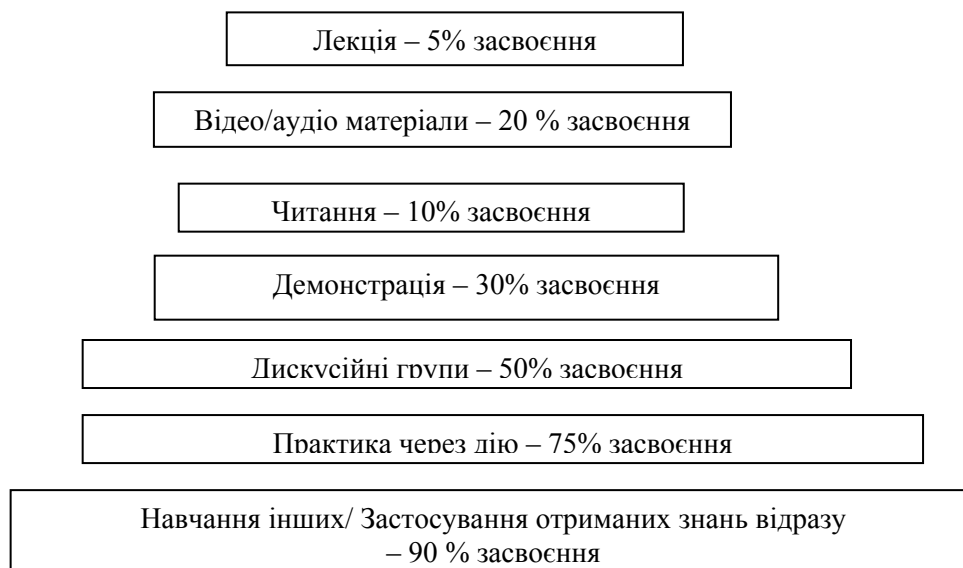 Лекція – 5% засвоєння
Відео/аудіо матеріали – 20 % засвоєння
Читання – 10% засвоєння
Демонстрація – 30% засвоєння
Дискусійні групи – 50% засвоєння
Практика через дію – 75% засвоєння
Навчання інших/ Застосування отриманих знань відразу
– 90 % засвоєння